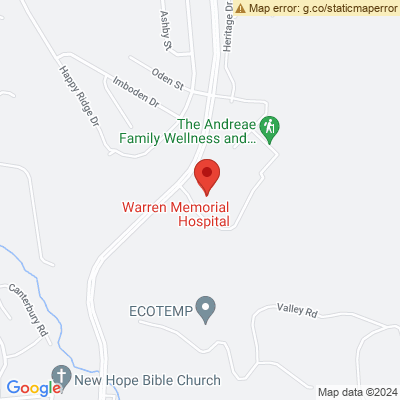 Map error: g.co/staticmaperror
Ashby St
Heritage Dr
Oden St
Imboden Dr
Happy Ridge Dr
The Andreae
Family Wellness and...
Warren Memorial
Hospital
Canterbury Rd
ECOTEMP
Valley Rd
New Hope Bible Church
Google
Map data ©2024